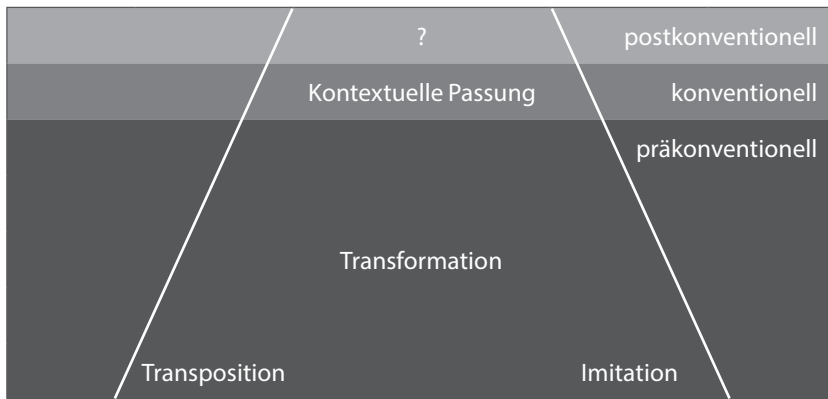 ?
postkonventionell
Kontextuelle Passung
konventionell
präkonventionell
Transformation
Transposition
Imitation